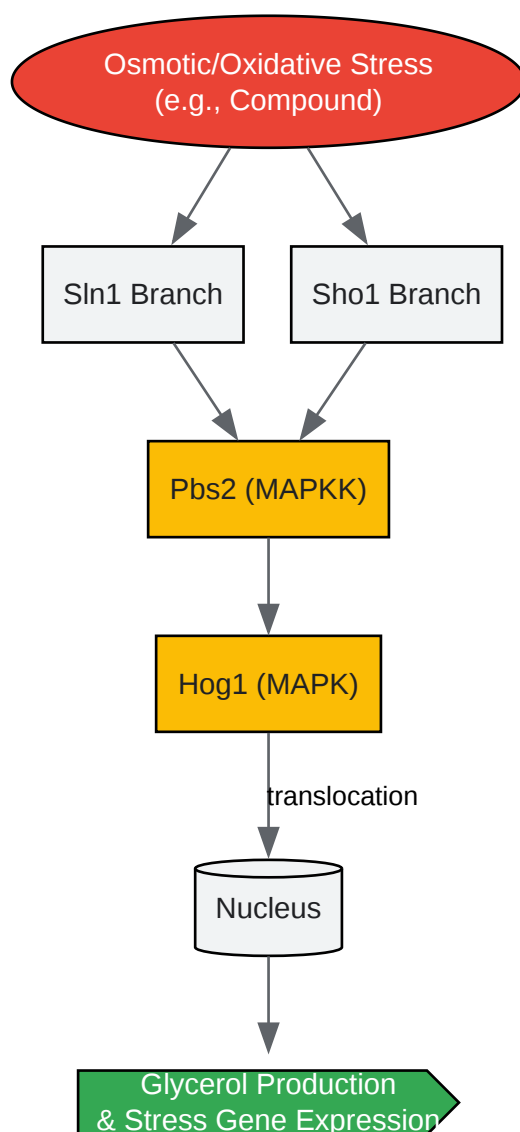 Osmotic/Oxidative Stress
(e.g., Compound)
Sln1 Branch
Sho1 Branch
Pbs2 (MAPKK)
Hog1 (MAPK)
translocation
Nucleus
Glycerol Production
& Stress Gene Expression